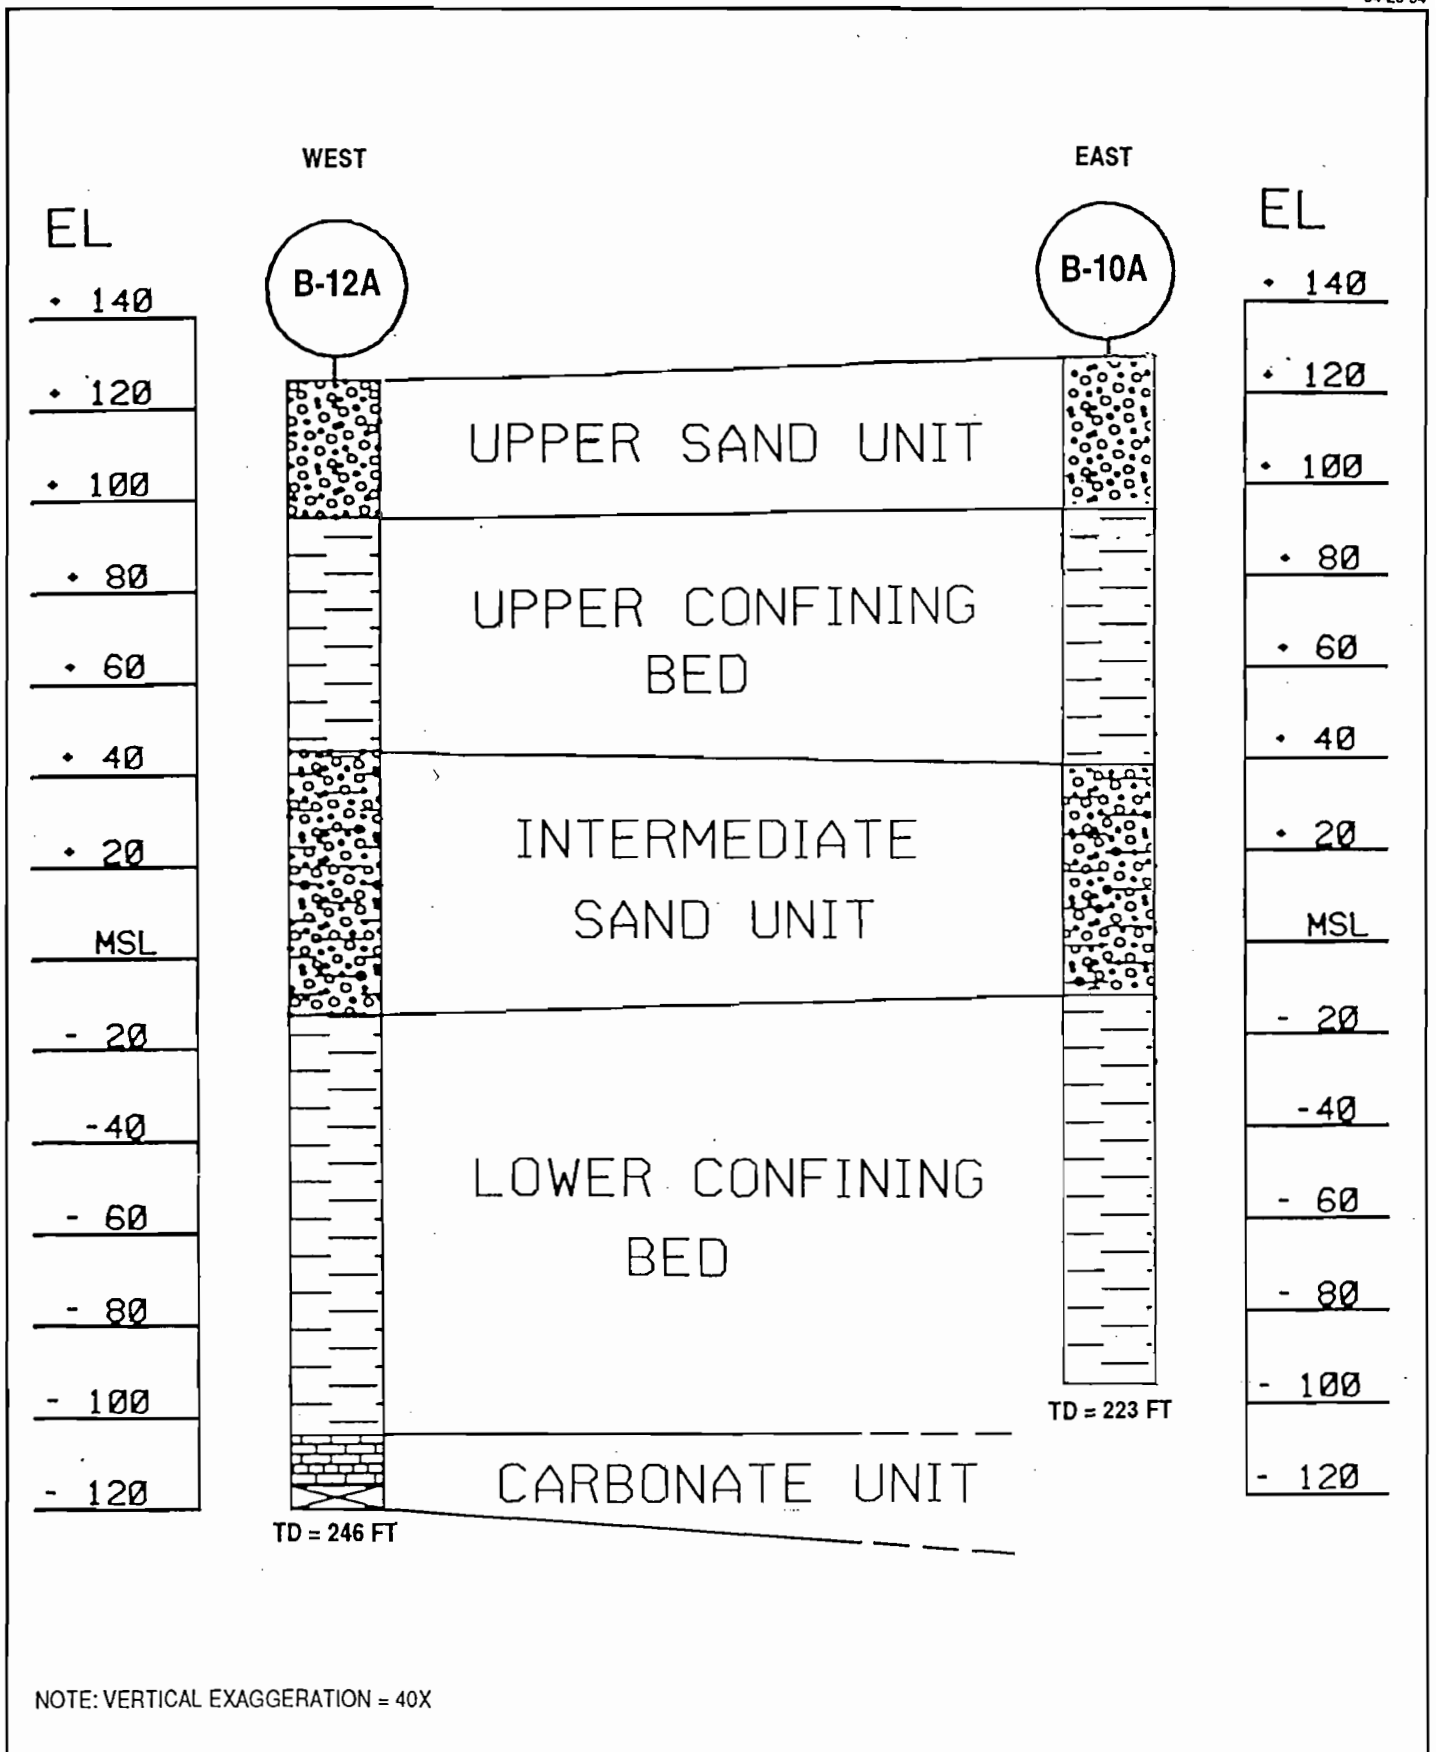 WEST
EAST
EL
EL
B-12A
B-10A
+ 140
+ 120
+ 100
+ 80
+ 60
+ 40
+ 20
MSL
- 20
-40
- 60
- 80
- 100
- 120
UPPER SAND UNIT
UPPER CONFINING
BED
INTERMEDIATE
SAND UNIT
LOWER CONFINING
BED
CARBONATE UNIT
+ 140
+ 120
+ 100
+ 80
+ 60
+ 40
+ 20
MSL
- 20
-40
- 60
- 80
- 100
- 120
TD = 223 FT
TD = 246 FT
NOTE: VERTICAL EXAGGERATION = 40X